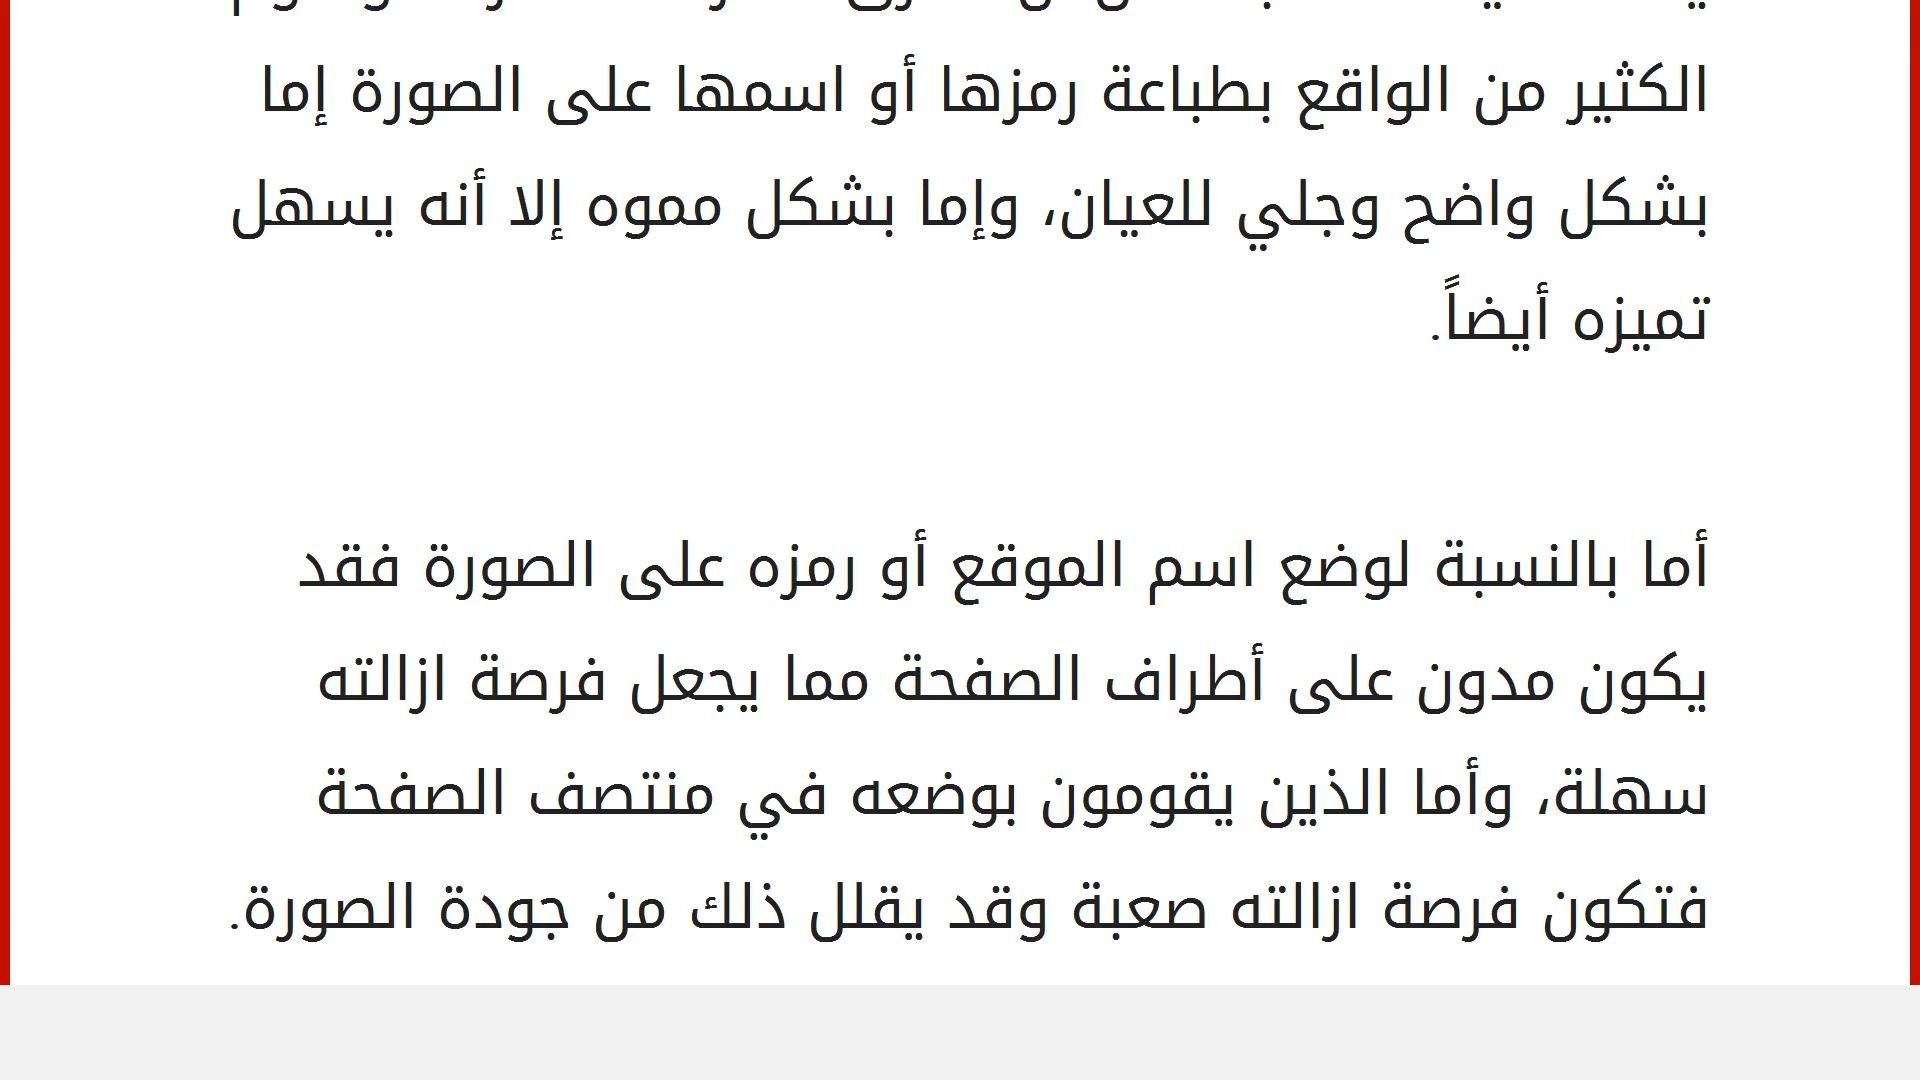 الكثير من الواقع بطباعة رمزها أو اسمها على الصورة إما
بشكل واضح وجلي للعيان، وإما بشكل مموه إلا أنه يسهل
تميزه أيضاً.
أما بالنسبة لوضع اسم الموقع أو رمزه على الصورة فقد
يكون مدون على أطراف الصفحة مما يجعل فرصة ازالته
سهلة، وأما الذين يقومون بوضعه في منتصف الصفحة
فتكون فرصة ازالته صعبة وقد يقلل ذلك من جودة الصورة.